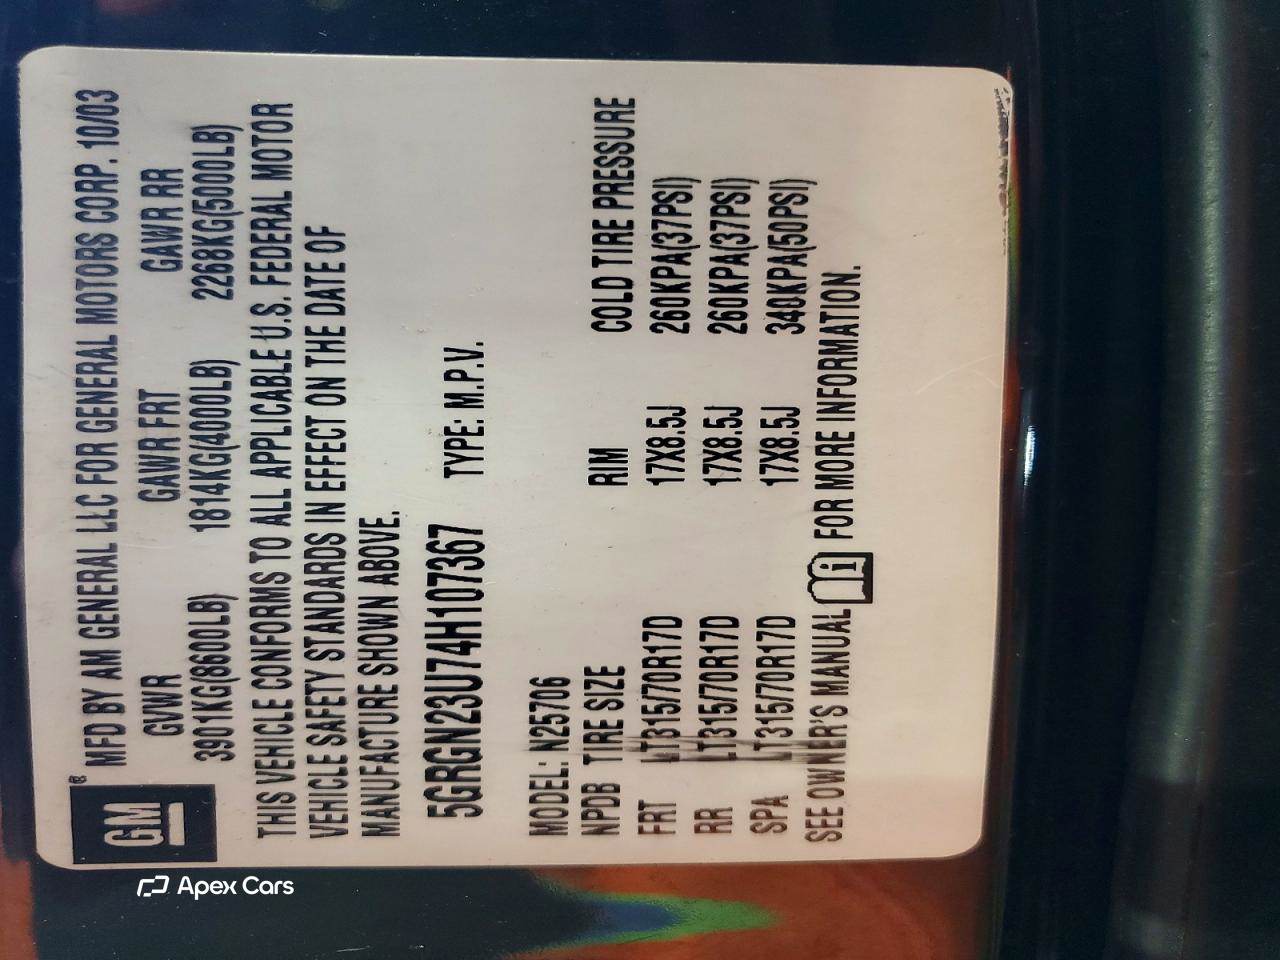 GM®
MFD BY AM GENERAL LLC FOR GENERAL MOTORS CORP. 10/03
GVWR GAWR FRT GAWR RR
3901KG(8600LB) 1814KG(4000LB) 2268KG(5000LB)
THIS VEHICLE CONFORMS TO ALL APPLICABLE U.S. FEDERAL MOTOR
VEHICLE SAFETY STANDARDS IN EFFECT ON THE DATE OF
MANUFACTURE SHOWN ABOVE.
5GRGN23U74H107367 TYPE: M.P.V.
MODEL: N25706
NPDB TIRE SIZE RIM COLD TIRE PRESSURE
FRT LT315/70R17D 17X8.5J 260KPA(37PSI)
RR LT315/70R17D 17X8.5J 260KPA(37PSI)
SPA LT315/70R17D 17X8.5J 340KPA(50PSI)
SEE OWNER'S MANUAL i FOR MORE INFORMATION.
Apex Cars